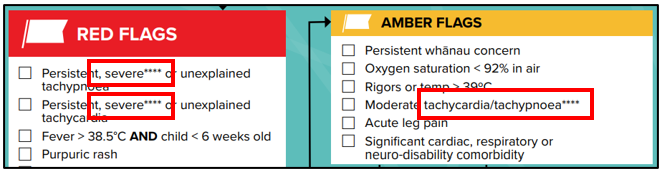 RED FLAGS
Persistent, severe**** or unexplained
tachypnoea
Persistent, severe**** or unexplained
tachycardia
Fever > 38.5°C AND child < 6 weeks old
Purpuric rash
AMBER FLAGS
Persistent whānau concern
Oxygen saturation < 92% in air
Rigors or temp > 39ºC
Moderate tachycardia/tachypnoea****
Acute leg pain
Significant cardiac, respiratory or
neuro-disability comorbidity